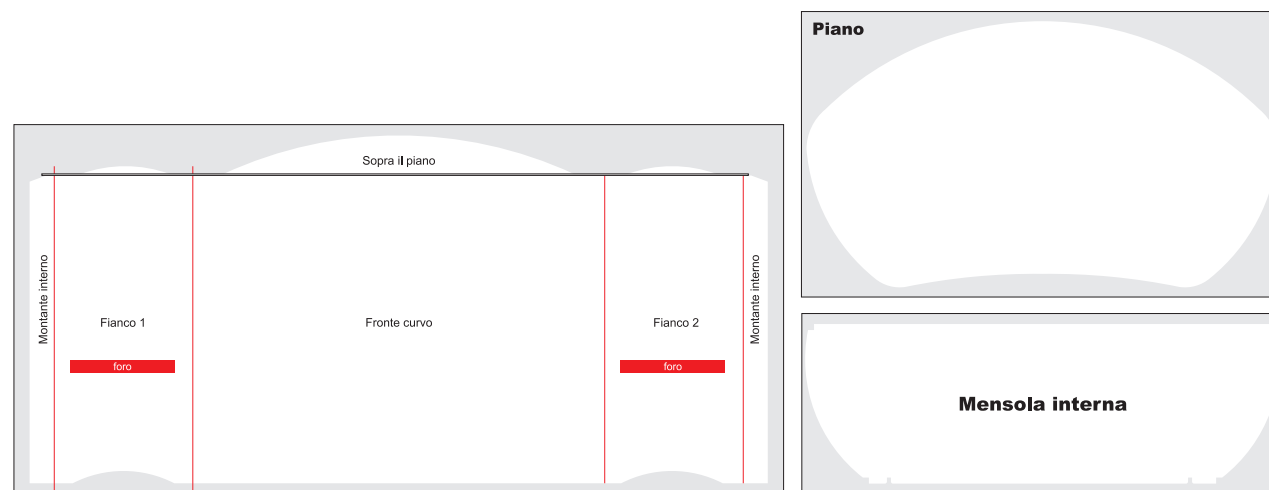 Piano
Sopra il piano
Montante interno
Fianco 1
Fronte curvo
Fianco 2
Montante interno
foro
foro
Mensola interna